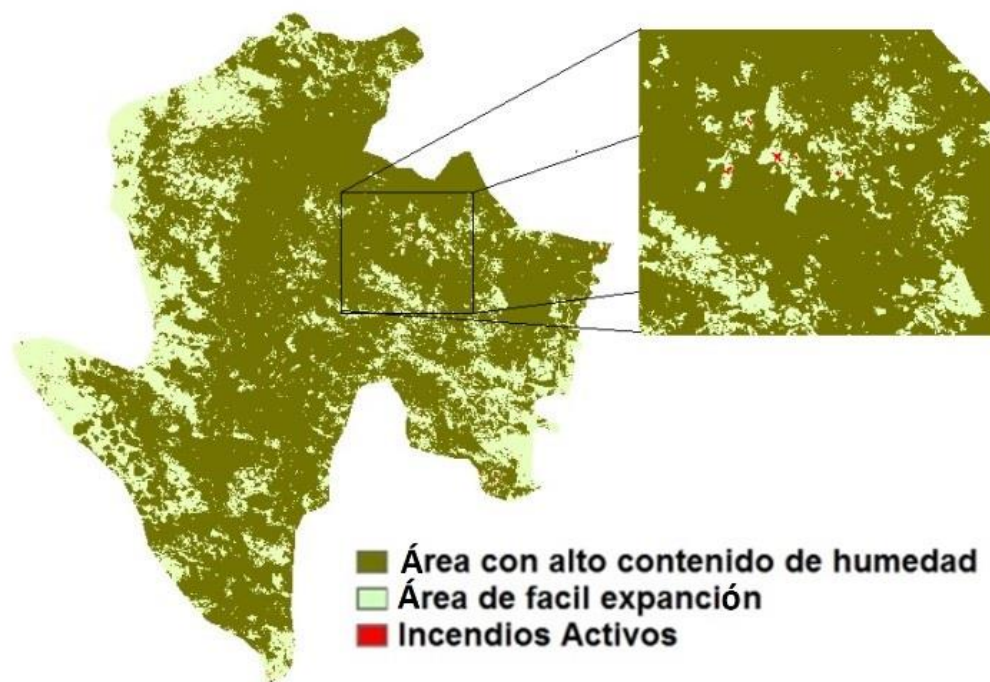 Área con alto contenido de humedad
Área de facil expanción
Incendios Activos